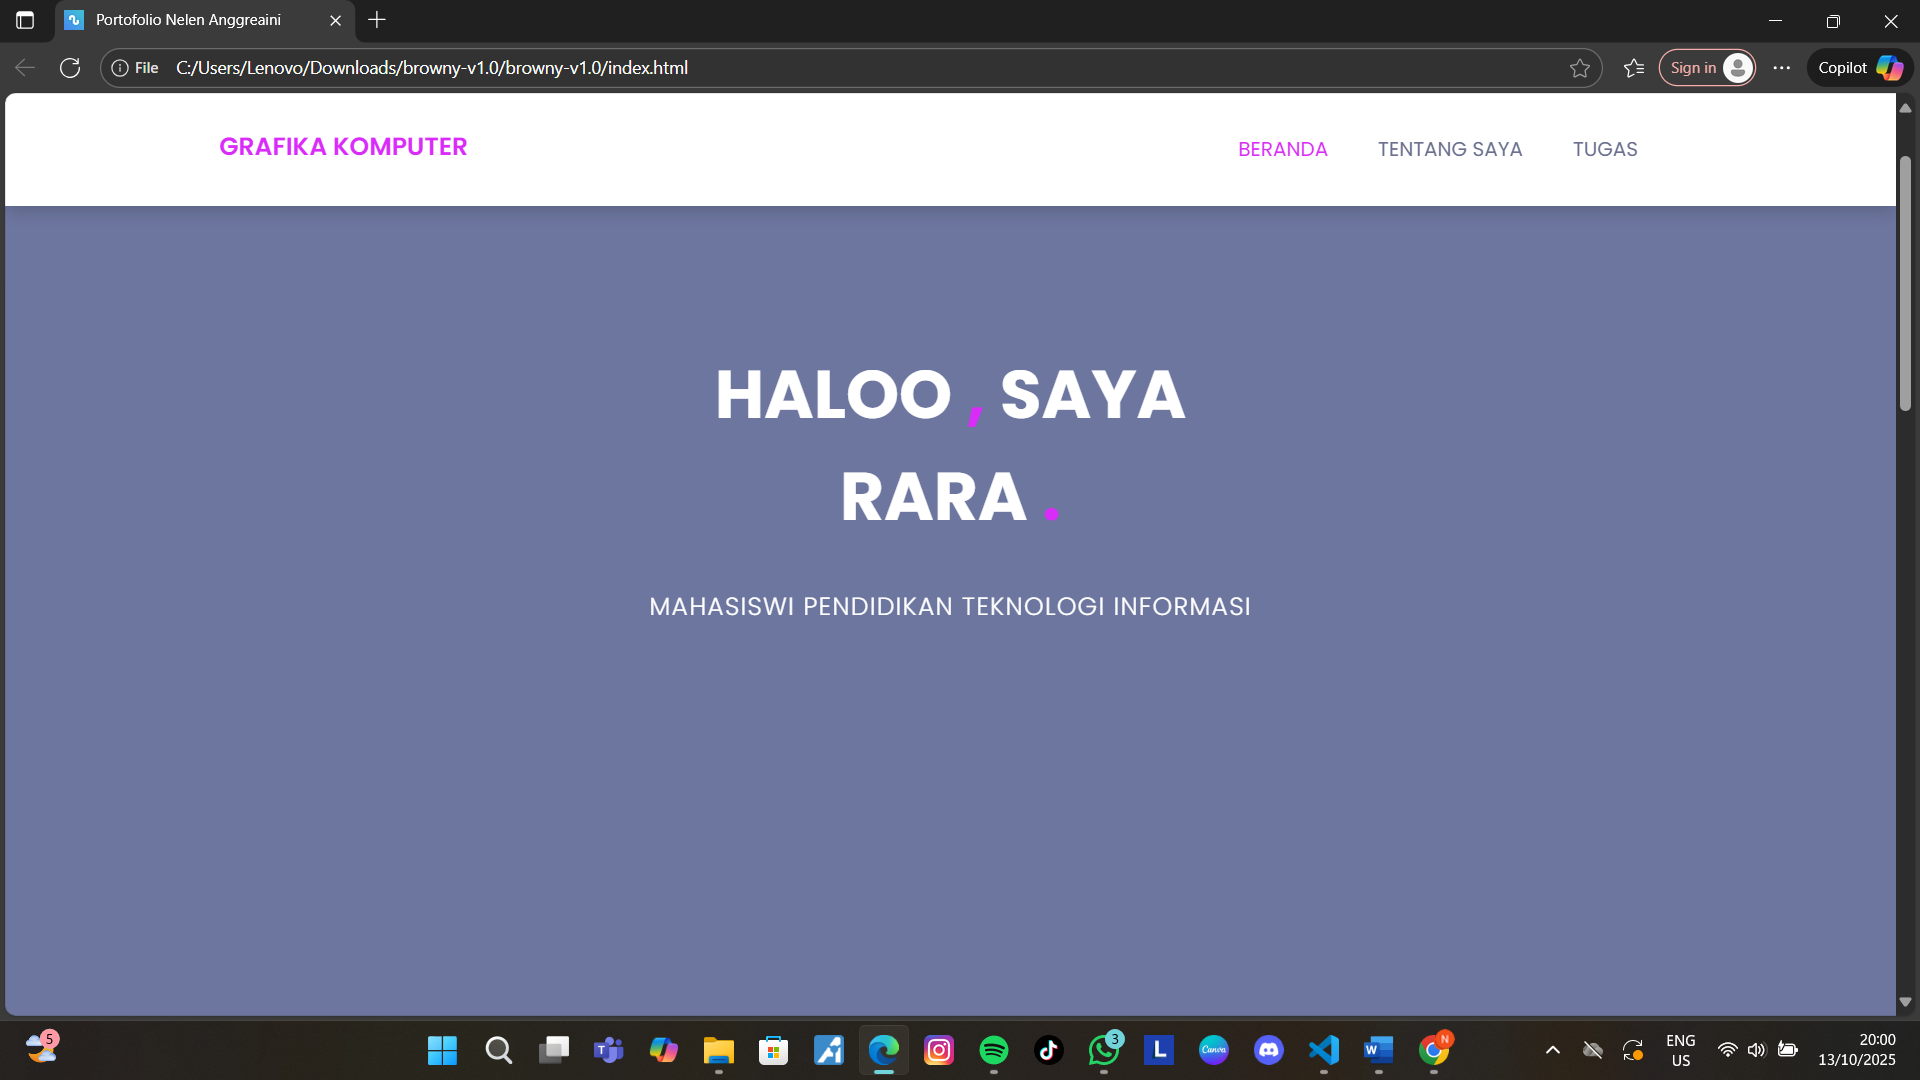 Portofolio Nelen Anggreaini
File C:/Users/Lenovo/Downloads/browny-v1.0/browny-v1.0/index.html
Sign in
Copilot
GRAFIKA KOMPUTER
BERANDA TENTANG SAYA TUGAS
HALOO , SAYA
RARA .
MAHASISWI PENDIDIKAN TEKNOLOGI INFORMASI
5
T
L
Canva
3
W
N
ENG
US
20:00
13/10/2025